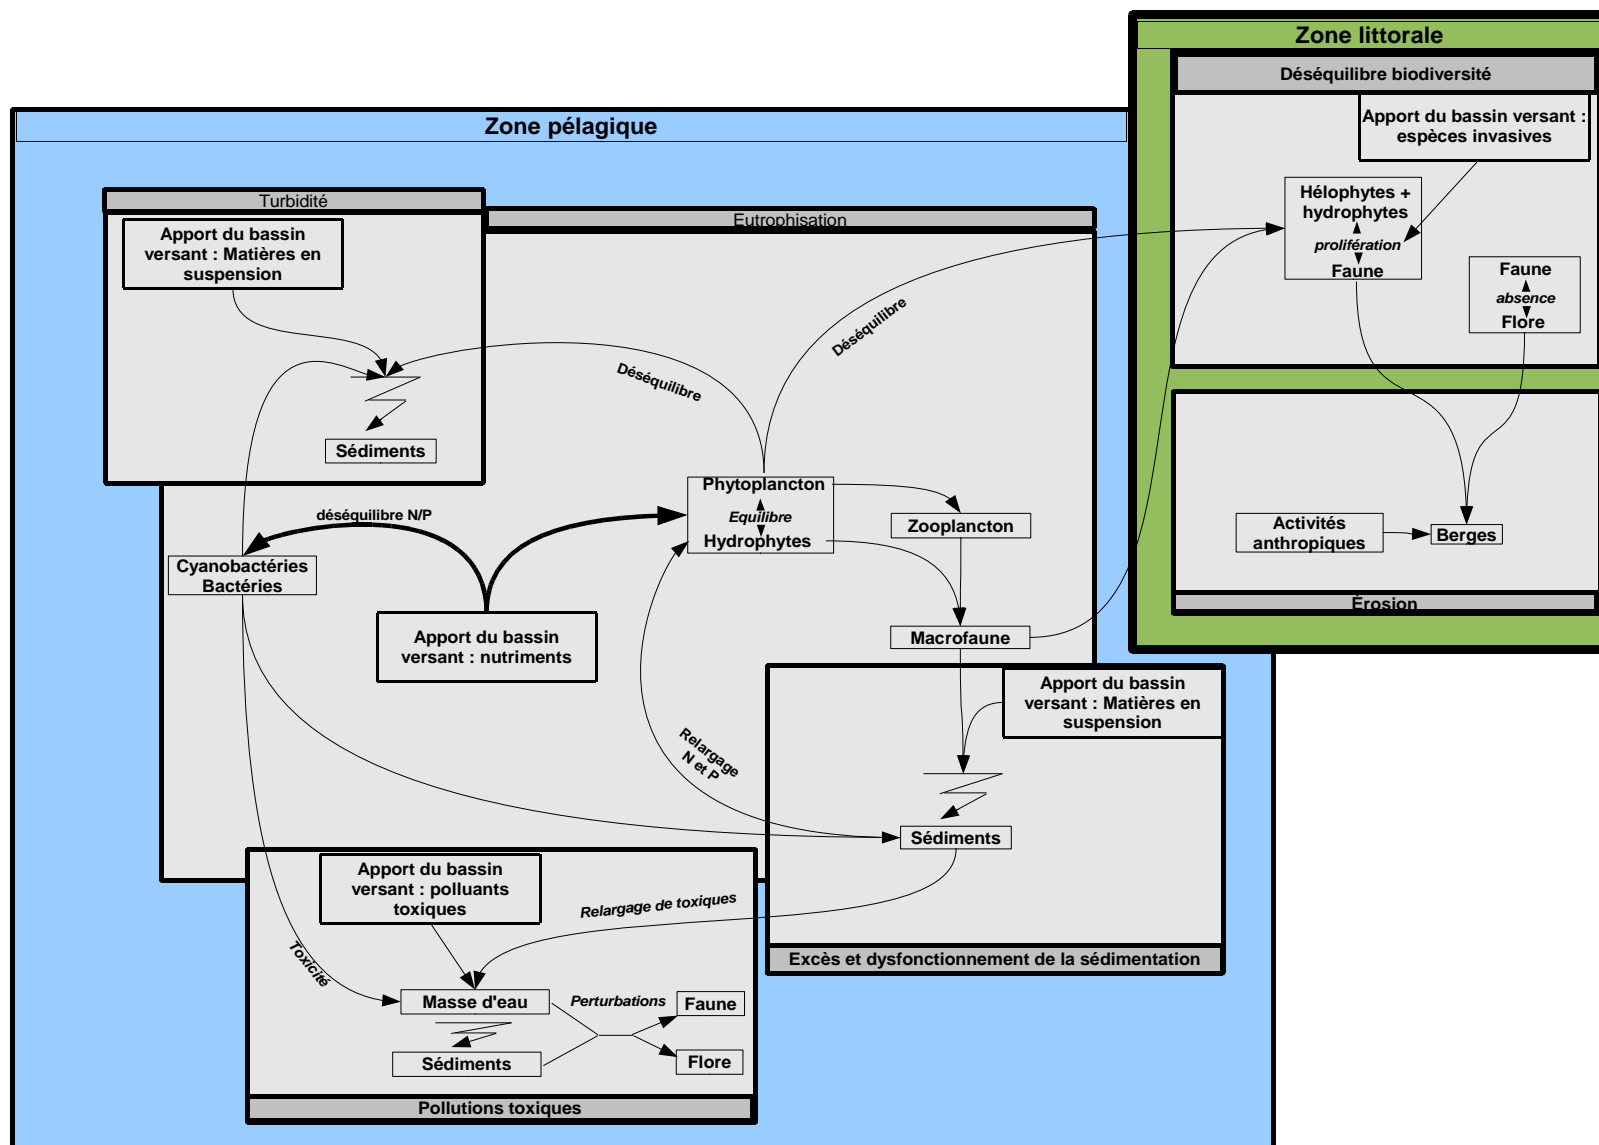 Zone littorale
Déséquilibre biodiversité
Apport du bassin versant :
espèces invasives
Hélophytes +
hydrophytes
prolifération
Faune
Faune
absence
Flore
Activités
anthropiques
Berges
Érosion
Zone pélagique
Turbidité
Apport du bassin
versant : Matières en
suspension
Sédiments
Eutrophisation
Déséquilibre
Déséquilibre
Phytoplancton
Equilibre
Hydrophytes
Zooplancton
Macrofaune
déséquilibre N/P
Cyanobactéries
Bactéries
Apport du bassin
versant : nutriments
Relargage
N et P
Apport du bassin
versant : Matières en
suspension
Sédiments
Excès et dysfonctionnement de la sédimentation
Apport du bassin
versant : polluants
toxiques
Relargage de toxiques
Toxicité
Masse d'eau
Perturbations
Faune
Sédiments
Flore
Pollutions toxiques